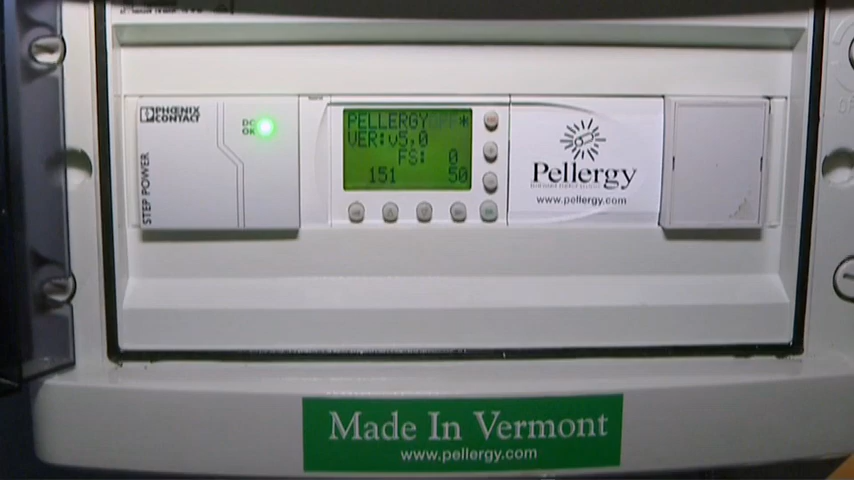 PHŒNIX
CONTACT
DC
OK
STEP POWER
PELLERGY *
VER:v5,0
FS: 0
151 50
Pellergy
www.pellergy.com
Made In Vermont
www.pellergy.com